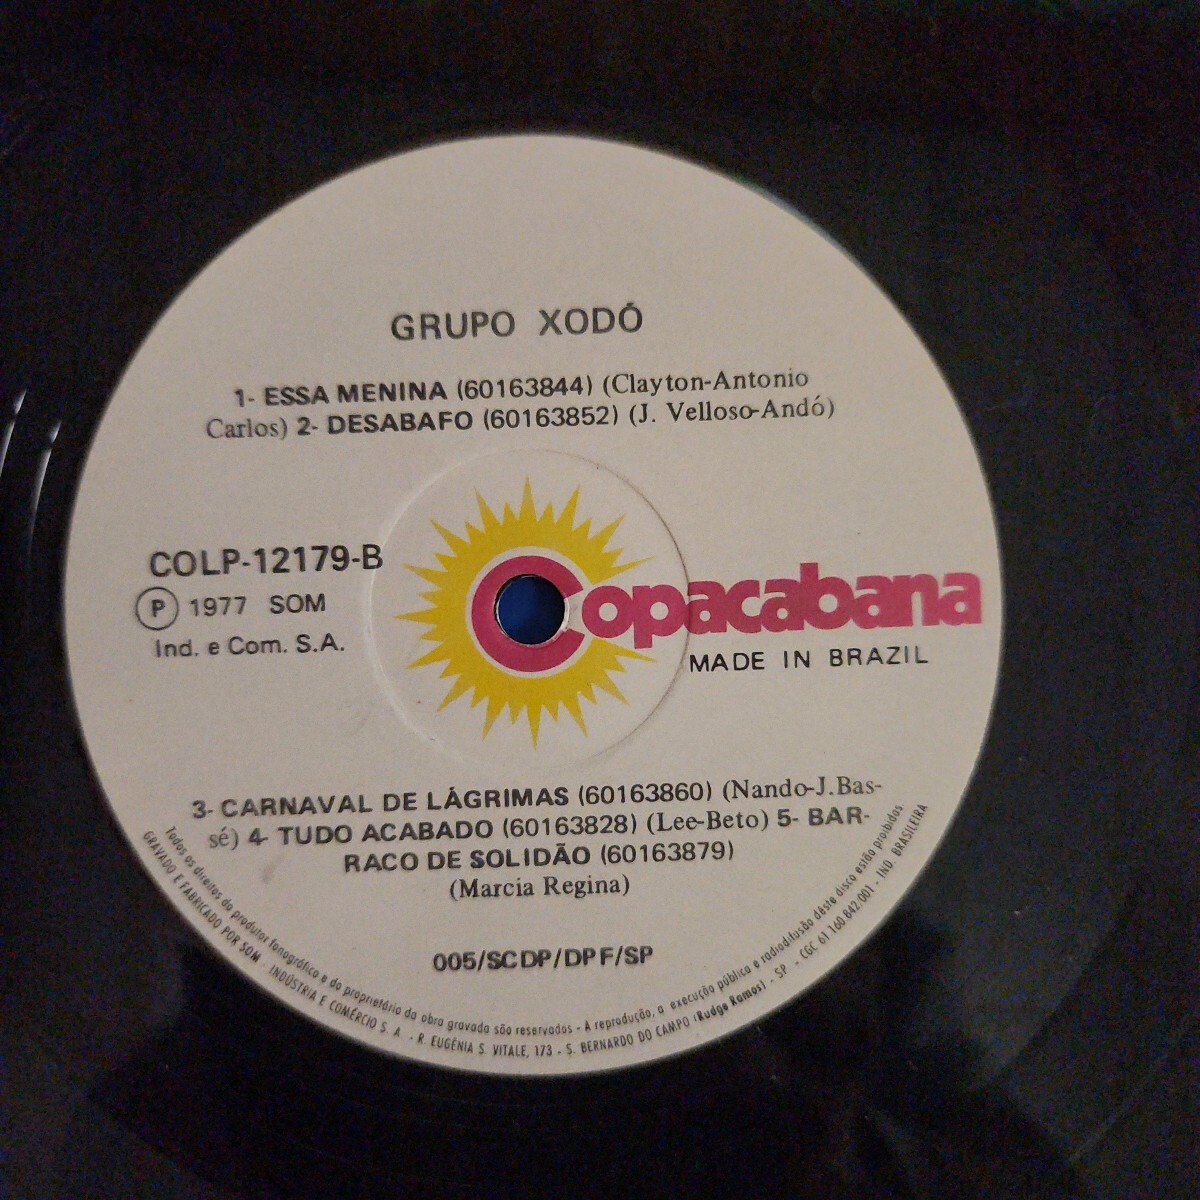 GRUPO XODÓ
1- ESSA MENINA (60163844) (Clayton-Antonio
Carlos) 2- DESABAFO (60163852) (J. Velloso-Andó)
COLP-12179-B
Ⓟ 1977 SOM
Ind. e Com. S.A.
Copacabana
MADE IN BRAZIL
3- CARNAVAL DE LÁGRIMAS (60163860) (Nando-J.Bas-
sé) 4- TUDO ACABADO (60163828) (Lee-Beto) 5- BAR-
RACO DE SOLIDÃO (60163879)
(Marcia Regina)
005/SCDP/DPF/SP
Todos os direitos do produtor fonográfico e do proprietário da obra gravada são reservados - A reprodução, a execução pública e radiodifusão dêste disco estão proibidos
GRAVADO E FABRICADO POR SOM - INDÚSTRIA E COMÉRCIO S. A. - R. EUGÊNIA S. VITALE, 173 - S. BERNARDO DO CAMPO (Rudge Ramos) - SP - CGC 61 160 842/001 - IND. BRASILEIRA